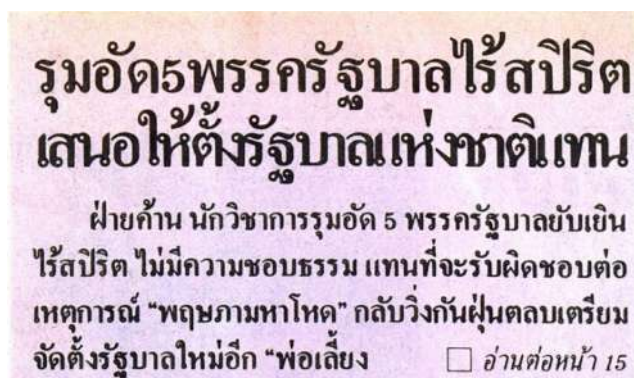 รุมอัด5พรรครัฐบาลไร้สปิริต
เสนอให้ตั้งรัฐบาลแห่งชาติแทน
ฝ่ายค้าน นักวิชาการรุมอัด 5 พรรครัฐบาลยับเยิน
ไร้สปิริต ไม่มีความชอบธรรม แทนที่จะรับผิดชอบต่อ
เหตุการณ์ “พฤษภามหาโหด” กลับวิ่งกันฝุ่นตลบเตรียม
จัดตั้งรัฐบาลใหม่อีก “พ่อเลี้ยง □ อ่านต่อหน้า 15